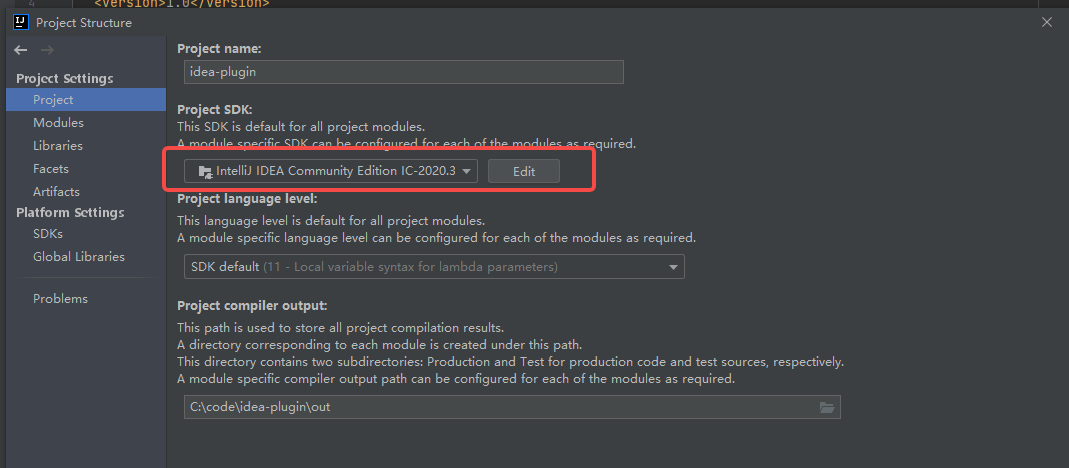 4 <version>1.0</version>
Project Structure
Project Settings
Project
Modules
Libraries
Facets
Artifacts
Platform Settings
SDKs
Global Libraries
Problems
Project name:
idea-plugin
Project SDK:
This SDK is default for all project modules.
A module specific SDK can be configured for each of the modules as required.
IntelliJ IDEA Community Edition IC-2020.3 Edit
Project language level:
This language level is default for all project modules.
A module specific language level can be configured for each of the modules as required.
SDK default (11 - Local variable syntax for lambda parameters)
Project compiler output:
This path is used to store all project compilation results.
A directory corresponding to each module is created under this path.
This directory contains two subdirectories: Production and Test for production code and test sources, respectively.
A module specific compiler output path can be configured for each of the modules as required.
C:\code\idea-plugin\out